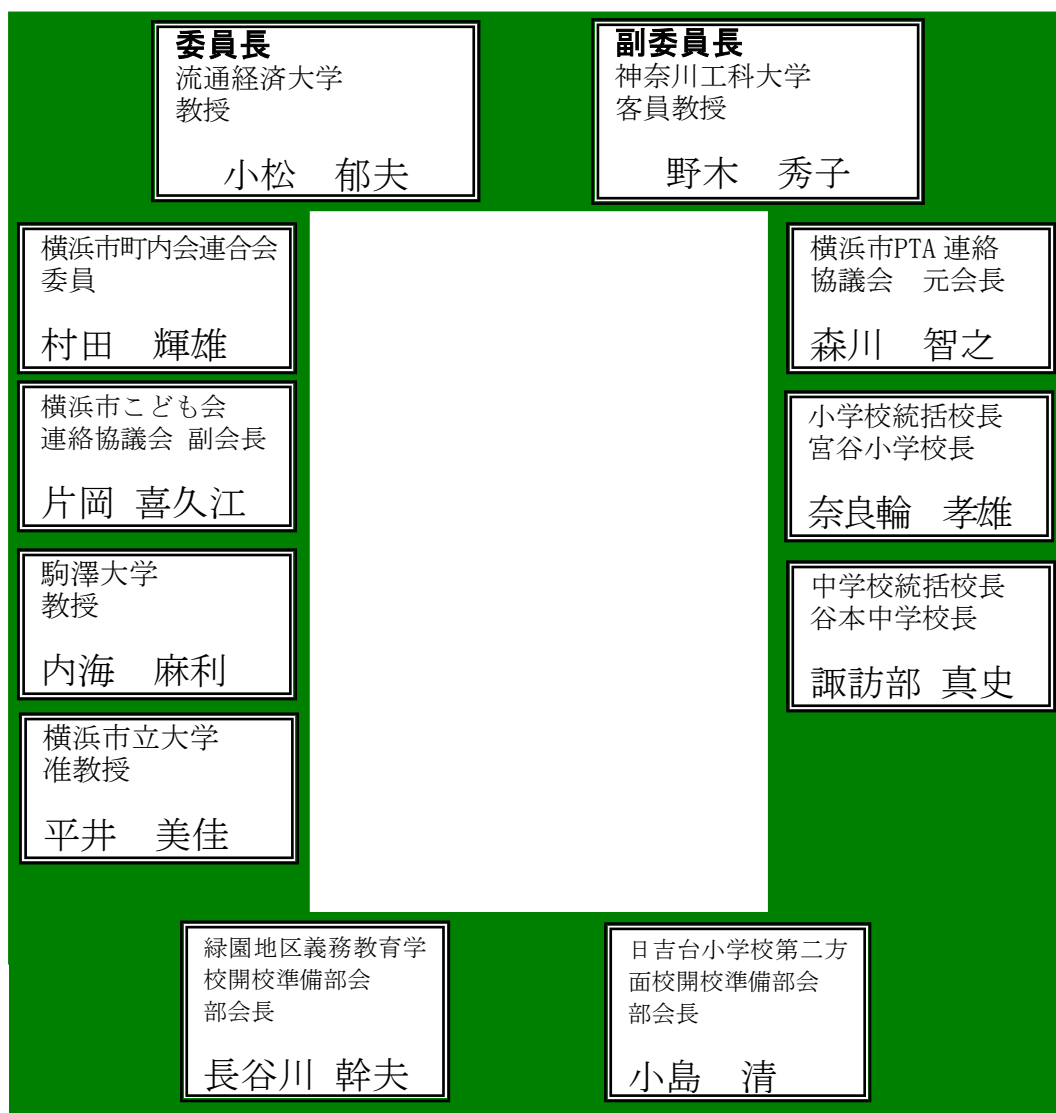 委員長
流通経済大学
教授
小松　郁夫
副委員長
神奈川工科大学
客員教授
野木　秀子
横浜市町内会連合会
委員
村田　輝雄
横浜市こども会
連絡協議会 副会長
片岡 喜久江
駒澤大学
教授
内海　麻利
横浜市立大学
准教授
平井　美佳
横浜市PTA 連絡
協議会　元会長
森川　智之
小学校統括校長
宮谷小学校長
奈良輪　孝雄
中学校統括校長
谷本中学校長
諏訪部 真史
緑園地区義務教育学
校開校準備部会
部会長
長谷川 幹夫
日吉台小学校第二方
面校開校準備部会
部会長
小島　清